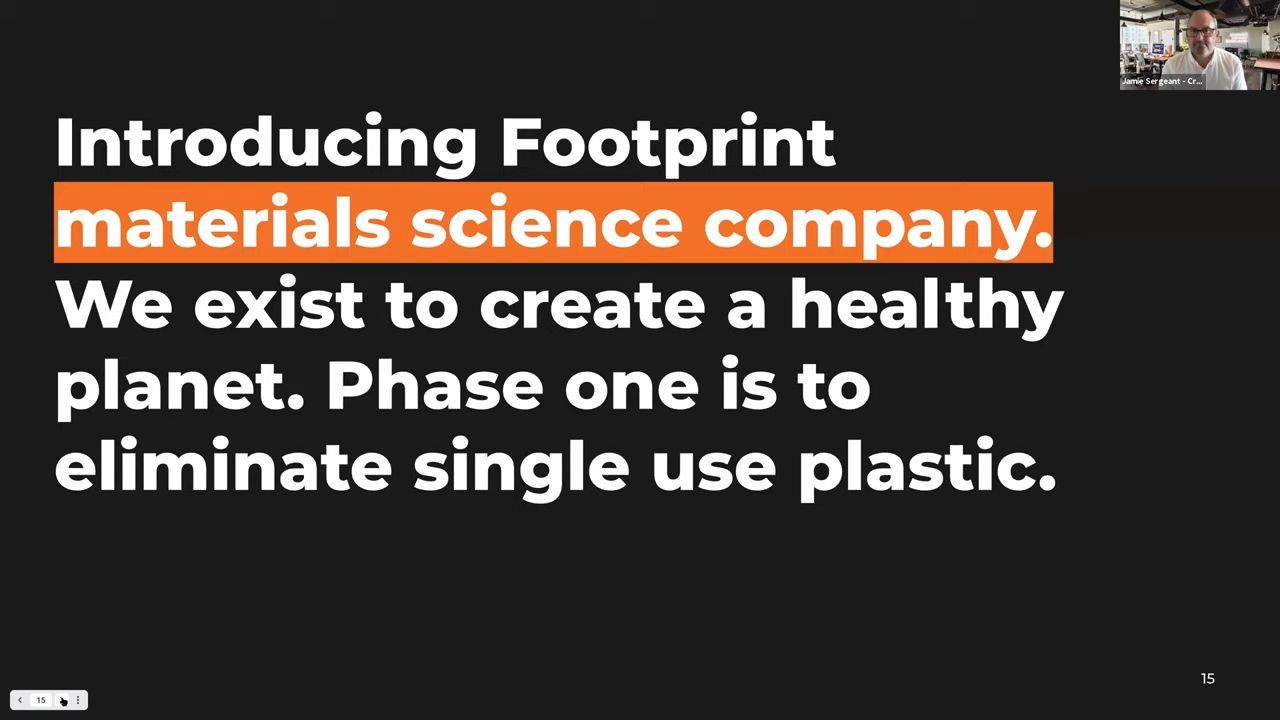 Jamie Sergeant - Cr...
Introducing Footprint
materials science company.
We exist to create a healthy
planet. Phase one is to
eliminate single use plastic.
15
15